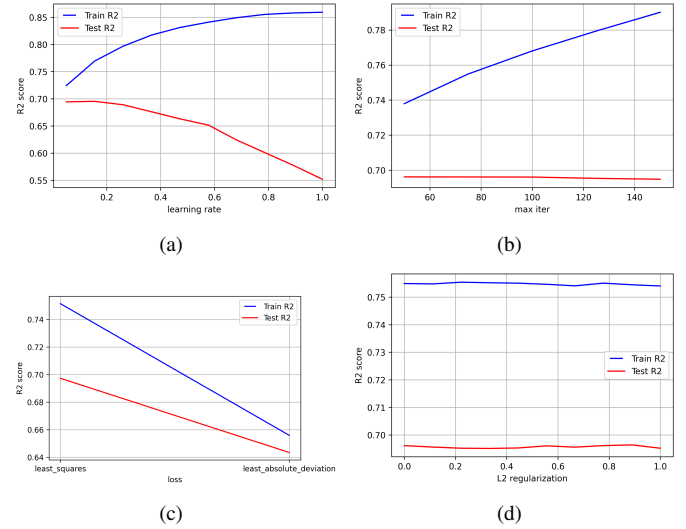 Train R2
Test R2
R2 score
0.85
0.80
0.75
0.70
0.65
0.60
0.55
0.2 0.4 0.6 0.8 1.0
learning rate
(a)
Train R2
Test R2
R2 score
0.78
0.76
0.74
0.72
0.70
60 80 100 120 140
max iter
(b)
Train R2
Test R2
R2 score
0.74
0.72
0.70
0.68
0.66
0.64
least_squares least_absolute_deviation
loss
(c)
Train R2
Test R2
R2 score
0.75
0.74
0.73
0.72
0.71
0.70
0.0 0.2 0.4 0.6 0.8 1.0
L2 regularization
(d)